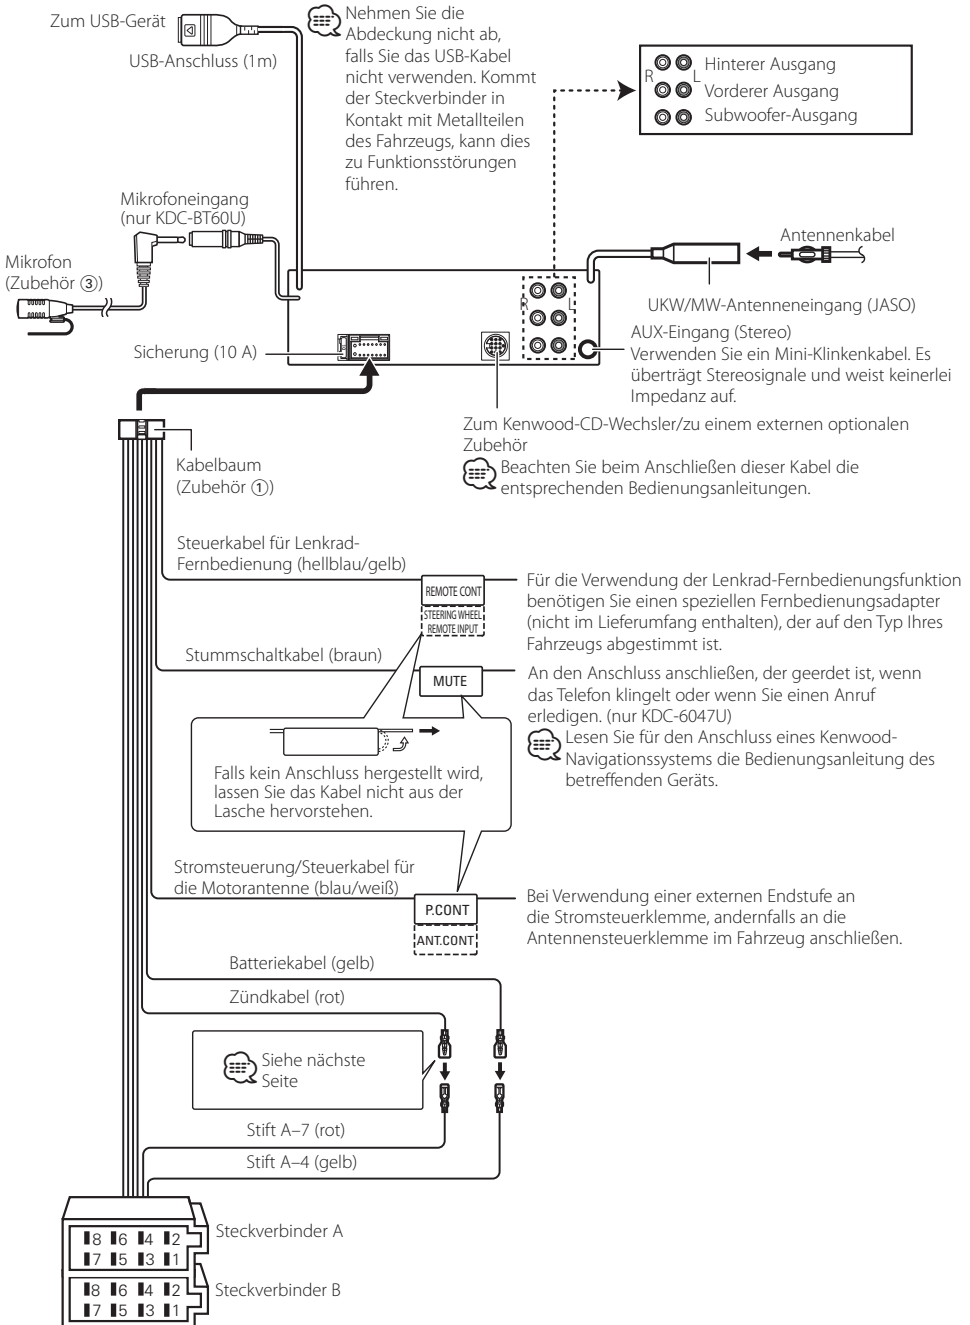 Zum USB-Gerät
USB-Anschluss (1m)
Nehmen Sie die
Abdeckung nicht ab,
falls Sie das USB-Kabel
nicht verwenden. Kommt
der Steckverbinder in
Kontakt mit Metallteilen
des Fahrzeugs, kann dies
zu Funktionsstörungen
führen.
R L
Hinterer Ausgang
Vorderer Ausgang
Subwoofer-Ausgang
Mikrofoneingang
(nur KDC-BT60U)
Mikrofon
(Zubehör ③)
Antennenkabel
UKW/MW-Antenneneingang (JASO)
R L
AUX-Eingang (Stereo)
Verwenden Sie ein Mini-Klinkenkabel. Es
überträgt Stereosignale und weist keinerlei
Impedanz auf.
Sicherung (10 A)
Zum Kenwood-CD-Wechsler/zu einem externen optionalen
Zubehör
Beachten Sie beim Anschließen dieser Kabel die
entsprechenden Bedienungsanleitungen.
Kabelbaum
(Zubehör ①)
Steuerkabel für Lenkrad-
Fernbedienung (hellblau/gelb)
REMOTE CONT
STEERING WHEEL
REMOTE INPUT
Für die Verwendung der Lenkrad-Fernbedienungsfunktion
benötigen Sie einen speziellen Fernbedienungsadapter
(nicht im Lieferumfang enthalten), der auf den Typ Ihres
Fahrzeugs abgestimmt ist.
Stummschaltkabel (braun)
MUTE
An den Anschluss anschließen, der geerdet ist, wenn
das Telefon klingelt oder wenn Sie einen Anruf
erledigen. (nur KDC-6047U)
Lesen Sie für den Anschluss eines Kenwood-
Navigationssystems die Bedienungsanleitung des
betreffenden Geräts.
Falls kein Anschluss hergestellt wird,
lassen Sie das Kabel nicht aus der
Lasche hervorstehen.
Stromsteuerung/Steuerkabel für
die Motorantenne (blau/weiß)
P.CONT
ANT.CONT
Bei Verwendung einer externen Endstufe an
die Stromsteuerklemme, andernfalls an die
Antennensteuerklemme im Fahrzeug anschließen.
Batteriekabel (gelb)
Zündkabel (rot)
Siehe nächste
Seite
Stift A–7 (rot)
Stift A–4 (gelb)
Steckverbinder A
8 6 4 2
7 5 3 1
Steckverbinder B
8 6 4 2
7 5 3 1